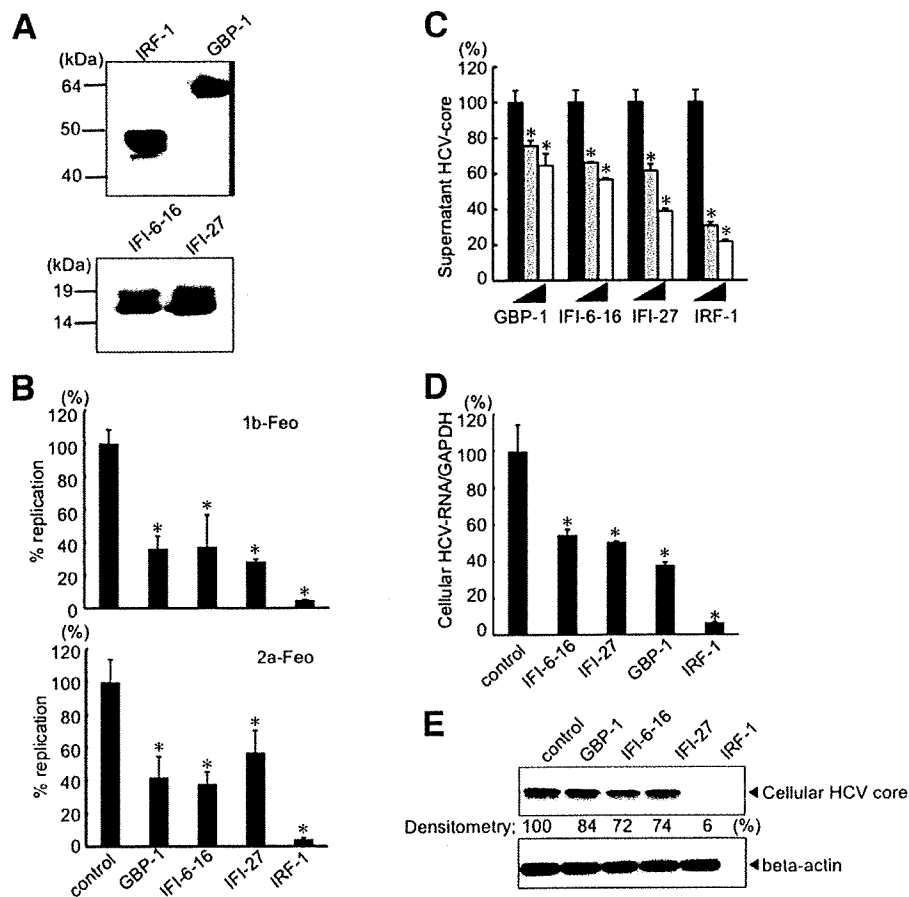 A
IRF-1 GBP-1
(kDa)
64
50
40
IFI-6-16 IFI-27
(kDa)
19
14
B
(%)
120
100
80
60
40
20
0
% replication
1b-Feo
* * * *
(%)
120
100
80
60
40
20
0
% replication
2a-Feo
* * * *
control GBP-1 IFI-6-16 IFI-27 IRF-1
C
(%)
120
100
80
60
40
20
0
Supernatant HCV-core
* * * * * * * *
GBP-1 IFI-6-16 IFI-27 IRF-1
D
(%)
120
100
80
60
40
20
0
Cellular HCV-RNA/GAPDH
* * * *
control IFI-6-16 IFI-27 GBP-1 IRF-1
E
control GBP-1 IFI-6-16 IFI-27 IRF-1
Cellular HCV core
Densitometry; 100 84 72 74 6 (%)
beta-actin